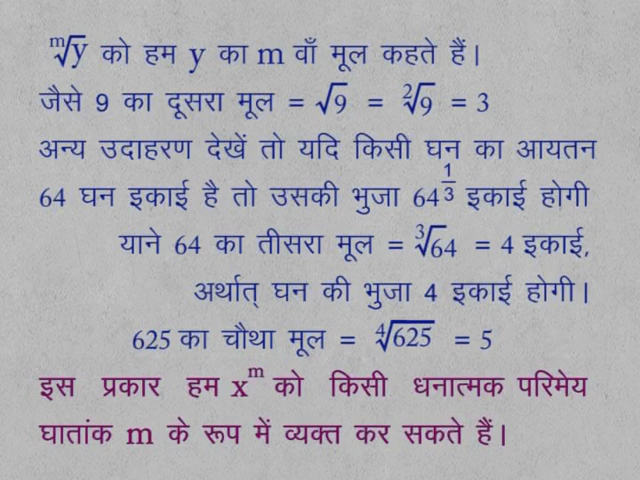 ᵐ√y को हम y का m वाँ मूल कहते हैं।
जैसे 9 का दूसरा मूल = √9 = ²√9 = 3
अन्य उदाहरण देखें तो यदि किसी घन का आयतन
64 घन इकाई है तो उसकी भुजा 64^(1/3) इकाई होगी
याने 64 का तीसरा मूल = ³√64 = 4 इकाई,
अर्थात् घन की भुजा 4 इकाई होगी।
625 का चौथा मूल = ⁴√625 = 5
इस प्रकार हम xᵐ को किसी धनात्मक परिमेय
घातांक m के रूप में व्यक्त कर सकते हैं।